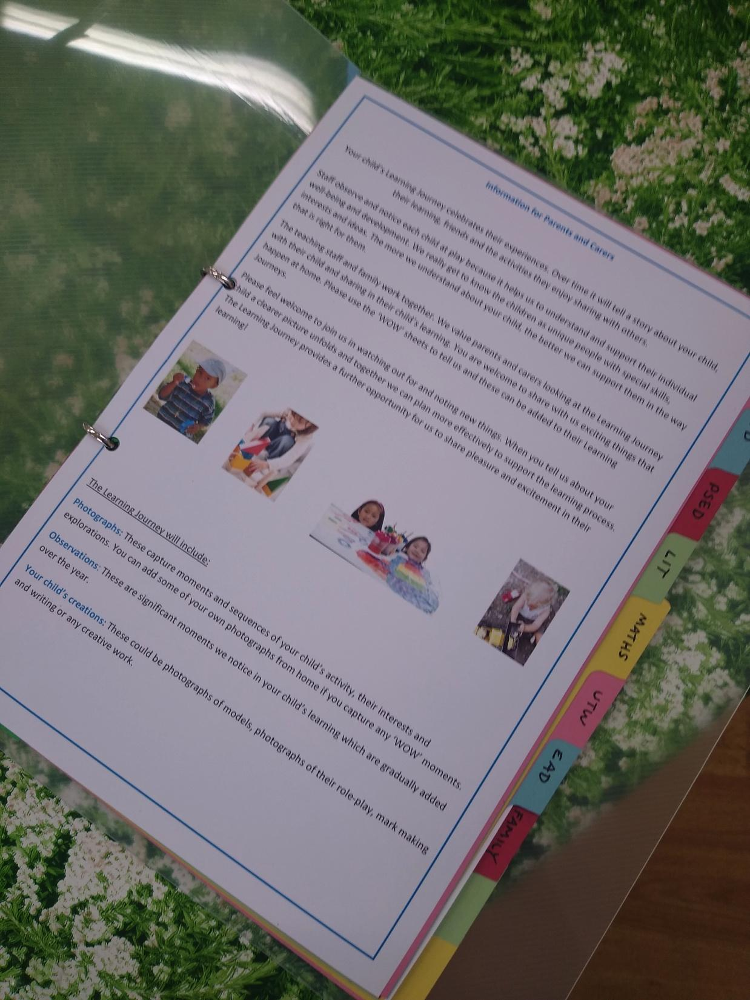 Information for Parents and Carers
Your child's Learning Journey celebrates their experiences. Over time it will tell a story about your child,
their learning, friends and the activities they enjoy sharing with others.
Staff observe and notice each child at play because it helps us to understand and support their individual
well-being and development. We really get to know the children as unique people with special skills,
interests and ideas. The more we understand about your child, the better we can support them in the way
that is right for them.
The teaching staff and family work together. We value parents and carers looking at the Learning Journey
with their child and sharing in their child's learning. You are welcome to share with us exciting things that
happen at home. Please use the 'WOW' sheets to tell us and these can be added to their Learning
Journeys.
Please feel welcome to join us in watching out for and noting new things. When you tell us about your
child a clearer picture unfolds and together we can plan more effectively to support the learning process.
The Learning Journey provides a further opportunity for us to share pleasure and excitement in their
learning!
The Learning Journey will include:
Photographs: These capture moments and sequences of your child's activity, their interests and
explorations. You can add some of your own photographs from home if you capture any 'WOW' moments.
Observations: These are significant moments we notice in your child's learning which are gradually added
over the year.
Your child's creations: These could be photographs of models, photographs of their role-play, mark making
and writing or any creative work.
PSED
LIT
MATHS
UTW
EAD
FAMILY